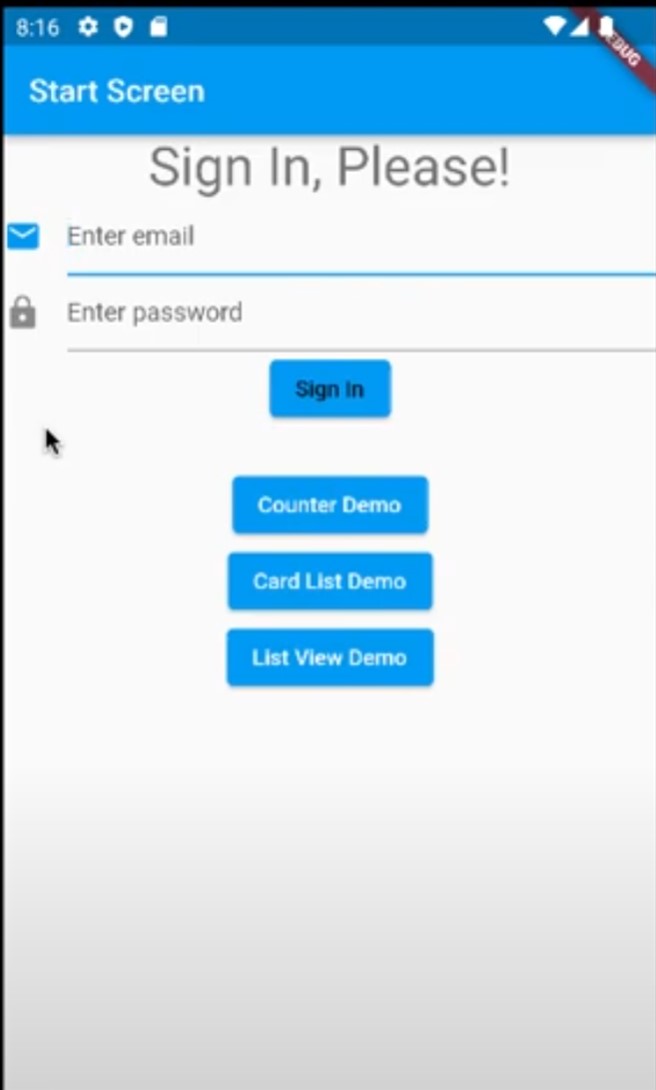 8:16
DEBUG
Start Screen
Sign In, Please!
Enter email
Enter password
Sign In
Counter Demo
Card List Demo
List View Demo